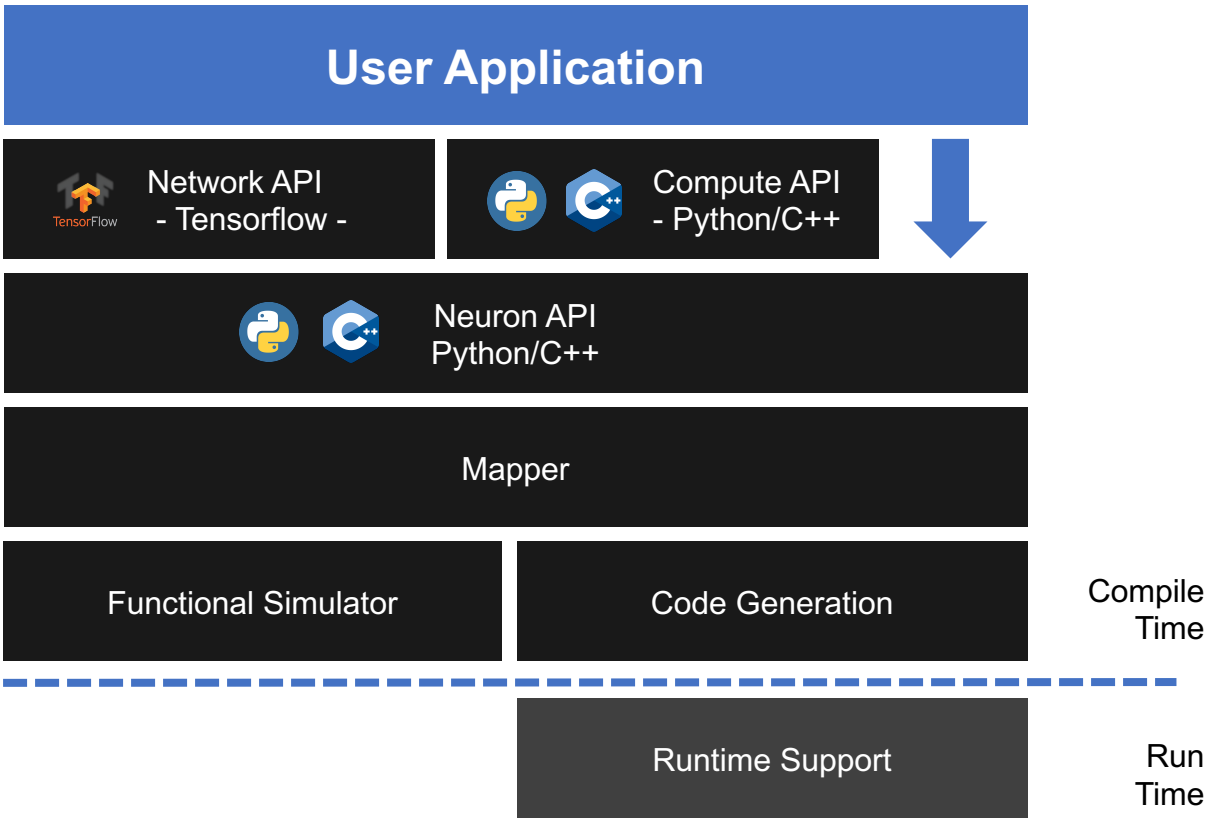 User Application
TensorFlow
Network API
- Tensorflow -
C++
Compute API
- Python/C++
C++
Neuron API
Python/C++
Mapper
Functional Simulator
Code Generation
Compile
Time
Runtime Support
Run
Time